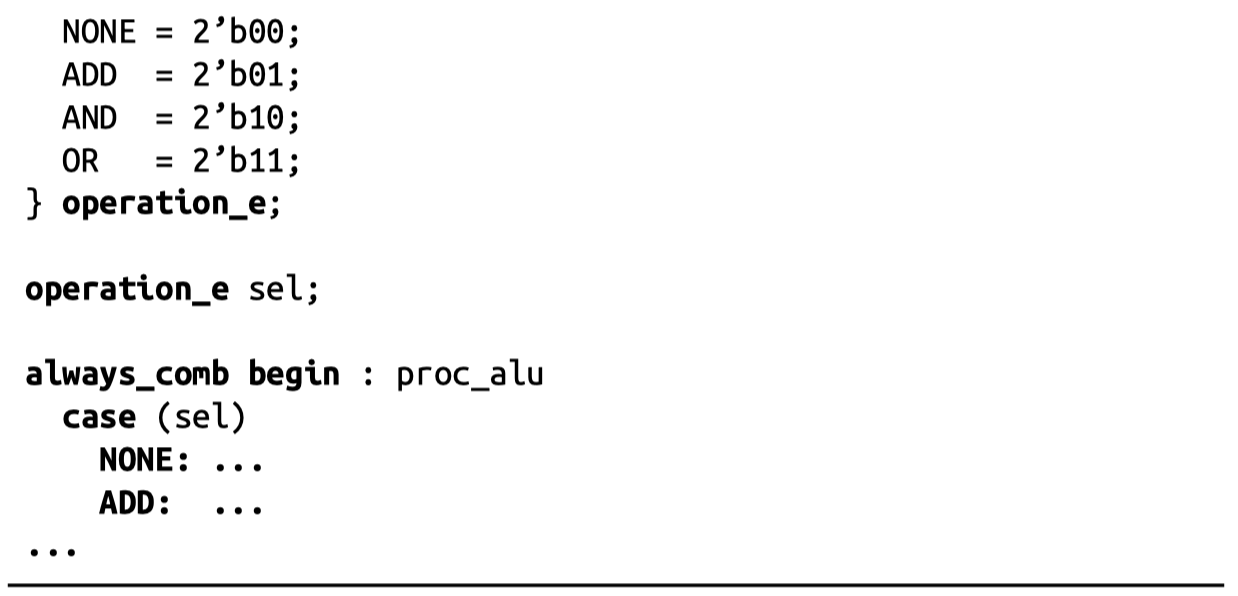 NONE = 2’b00;
ADD  = 2’b01;
AND  = 2’b10;
OR   = 2’b11;
} operation_e;
operation_e sel;
always_comb begin : proc_alu
case (sel)
NONE: ...
ADD:  ...
...